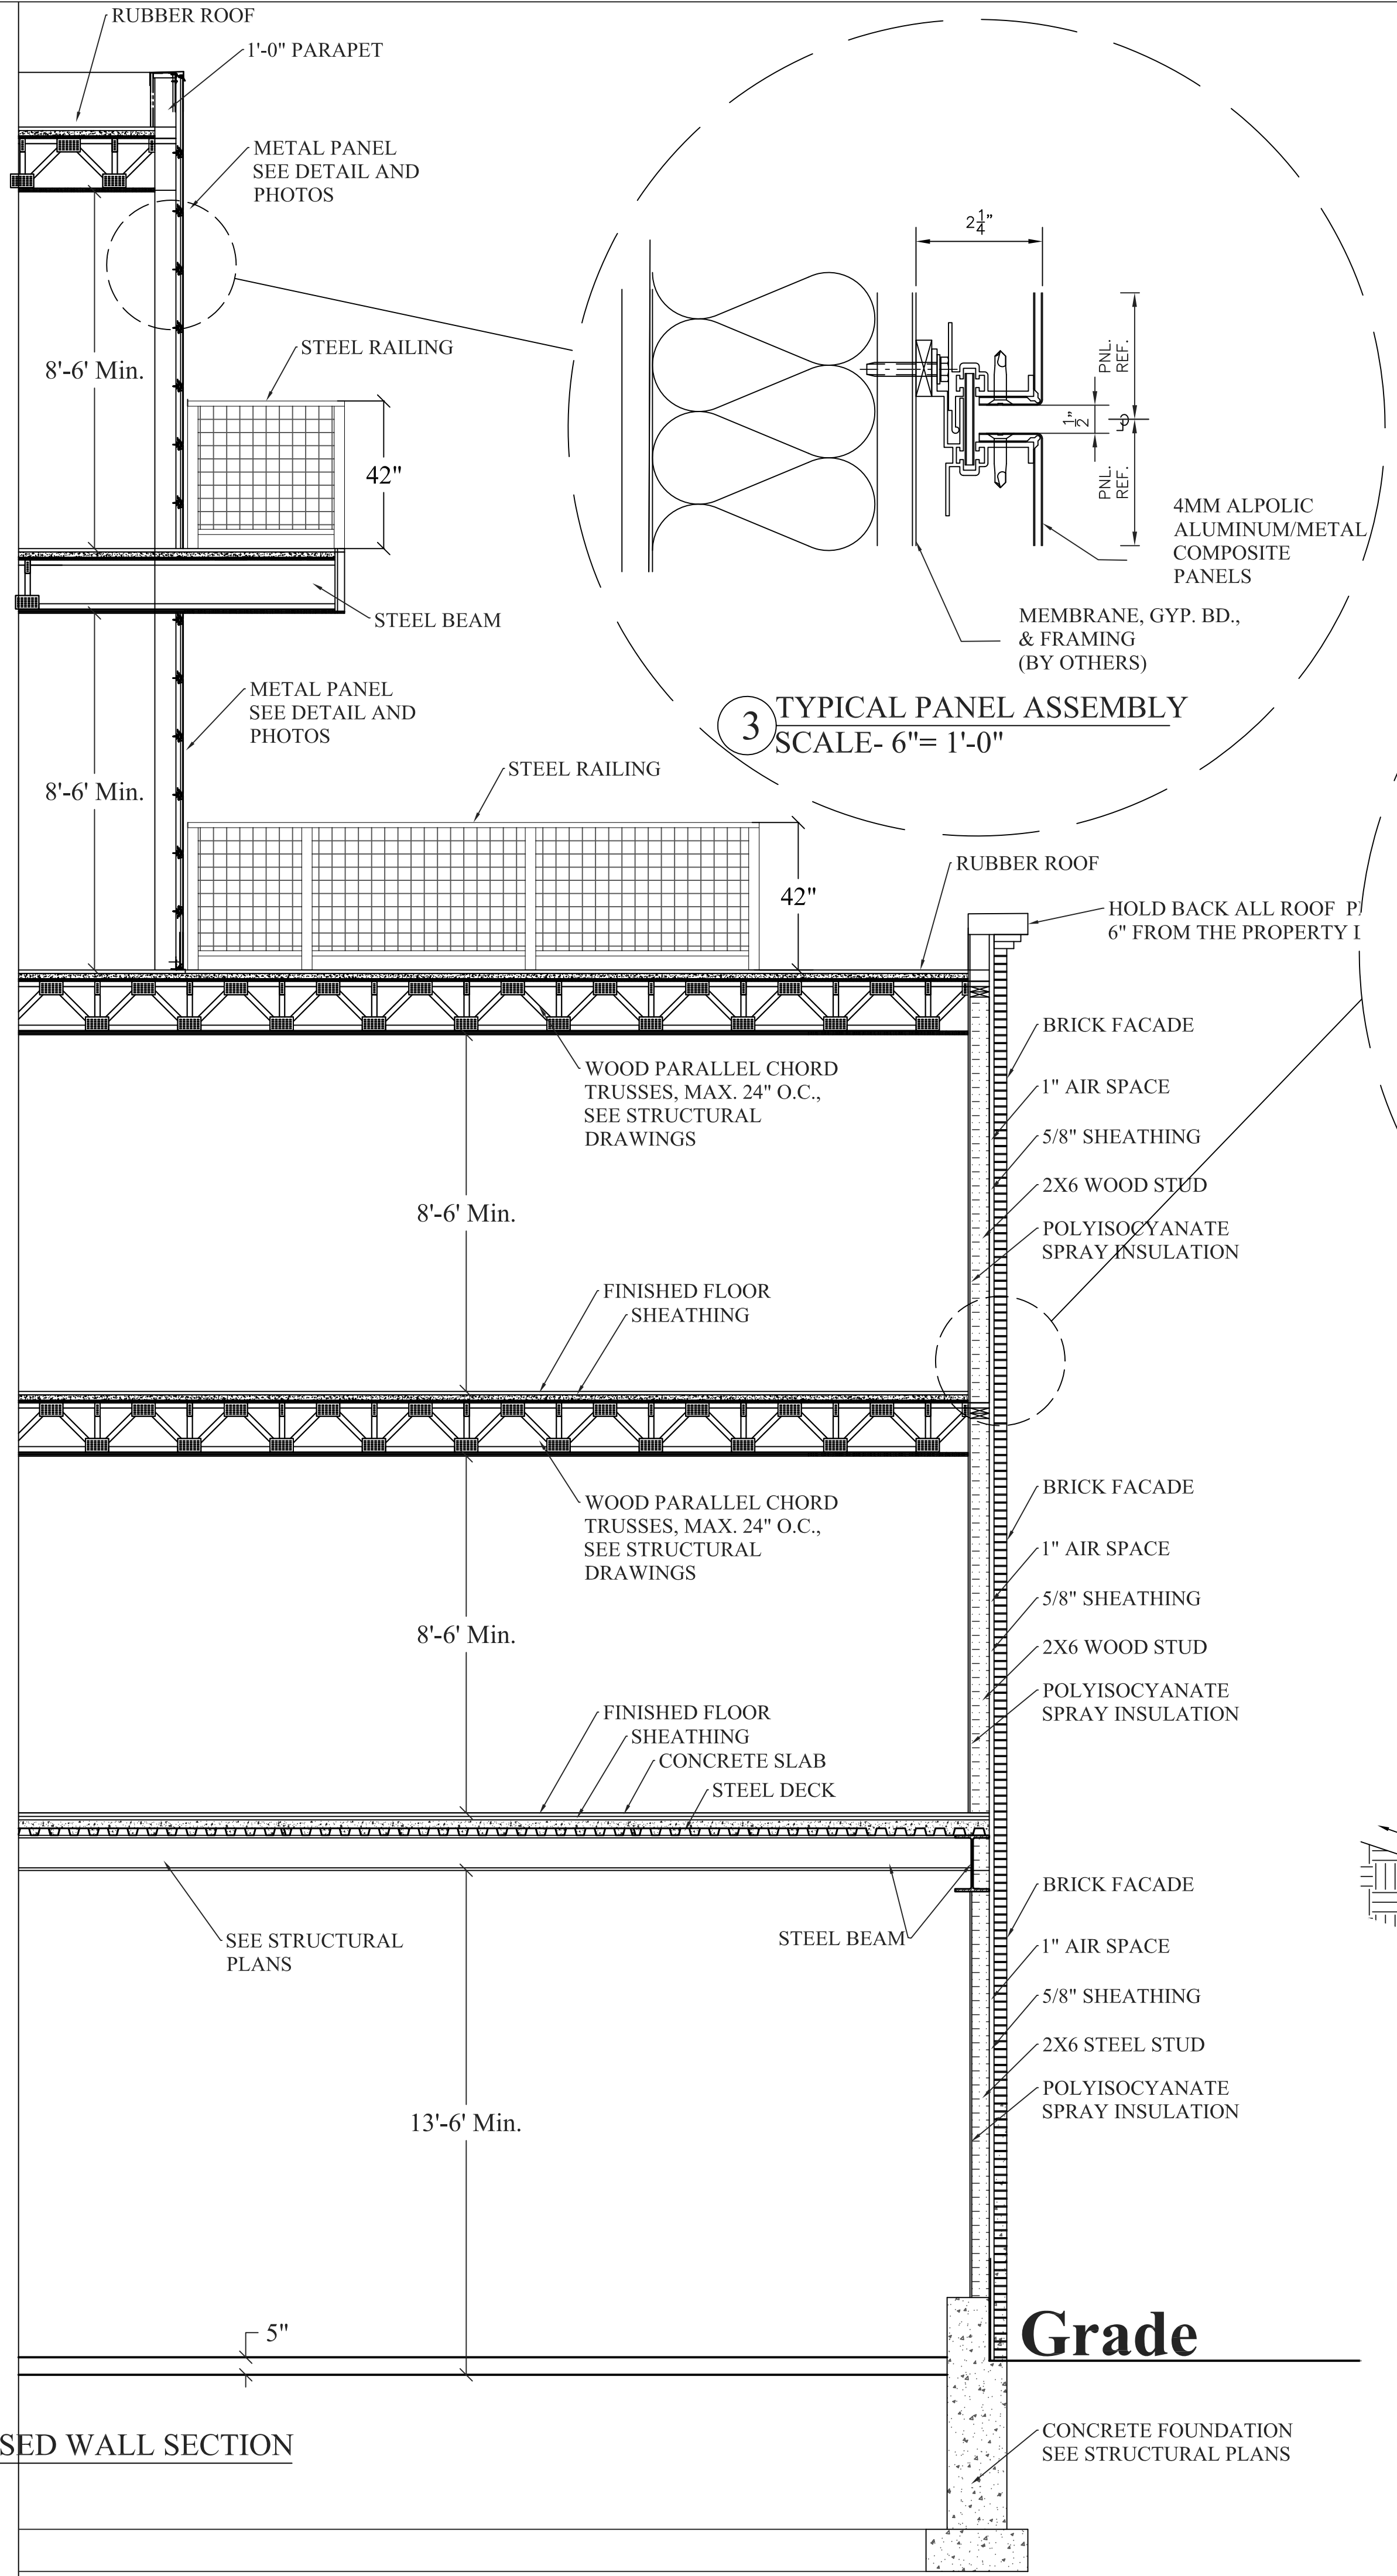 RUBBER ROOF
1'-0" PARAPET
METAL PANEL
SEE DETAIL AND
PHOTOS
8'-6' Min.
STEEL RAILING
42"
STEEL BEAM
2 1/4"
PNL.
REF.
1/2"
PNL.
REF.
4MM ALPOLIC
ALUMINUM/METAL
COMPOSITE
PANELS
MEMBRANE, GYP. BD.,
& FRAMING
(BY OTHERS)
3
TYPICAL PANEL ASSEMBLY
SCALE- 6"= 1'-0"
METAL PANEL
SEE DETAIL AND
PHOTOS
8'-6' Min.
STEEL RAILING
42"
RUBBER ROOF
HOLD BACK ALL ROOF
6" FROM THE PROPERTY
WOOD PARALLEL CHORD
TRUSSES, MAX. 24" O.C.,
SEE STRUCTURAL
DRAWINGS
BRICK FACADE
1" AIR SPACE
5/8" SHEATHING
2X6 WOOD STUD
POLYISOCYANATE
SPRAY INSULATION
8'-6' Min.
FINISHED FLOOR
SHEATHING
WOOD PARALLEL CHORD
TRUSSES, MAX. 24" O.C.,
SEE STRUCTURAL
DRAWINGS
BRICK FACADE
1" AIR SPACE
5/8" SHEATHING
2X6 WOOD STUD
POLYISOCYANATE
SPRAY INSULATION
8'-6' Min.
FINISHED FLOOR
SHEATHING
CONCRETE SLAB
STEEL DECK
SEE STRUCTURAL
PLANS
STEEL BEAM
BRICK FACADE
1" AIR SPACE
5/8" SHEATHING
2X6 STEEL STUD
POLYISOCYANATE
SPRAY INSULATION
13'-6' Min.
5"
Grade
SED WALL SECTION
CONCRETE FOUNDATION
SEE STRUCTURAL PLANS